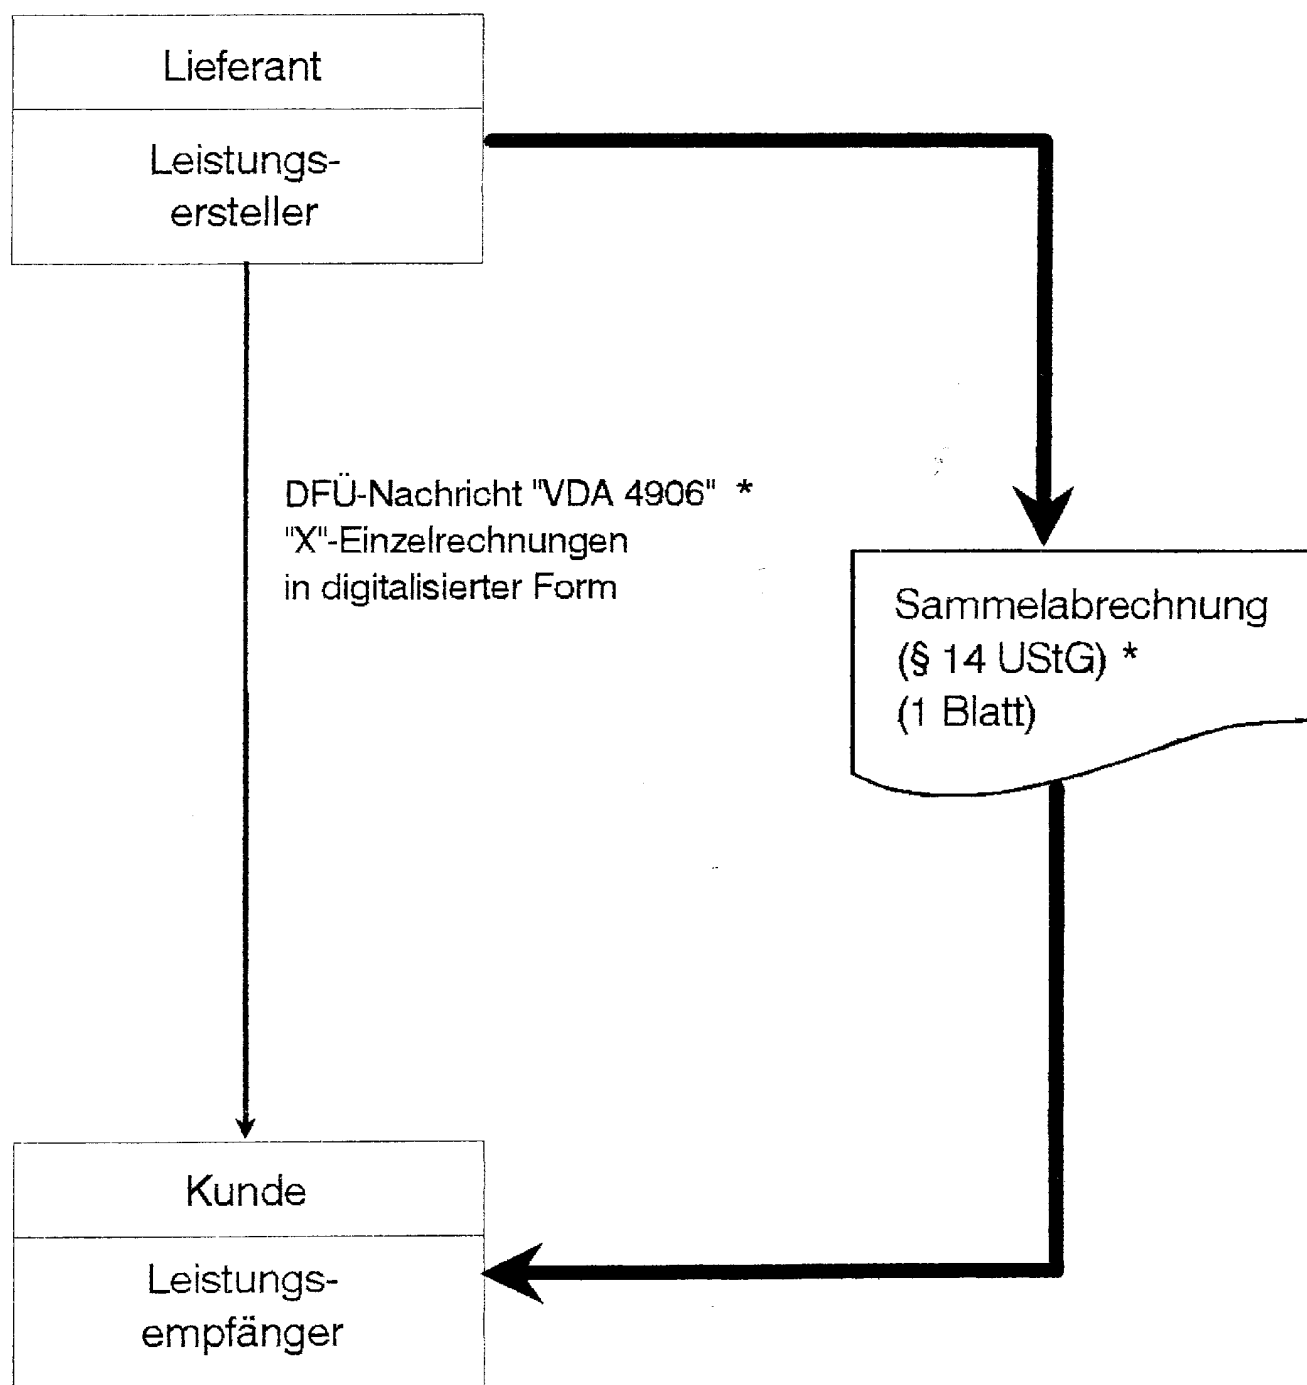 Lieferant
Leistungs-
ersteller
DFÜ-Nachricht "VDA 4906" *
"X"-Einzelrechnungen
in digitalisierter Form
Sammelabrechnung
(§ 14 UStG) *
(1 Blatt)
Kunde
Leistungs-
empfänger